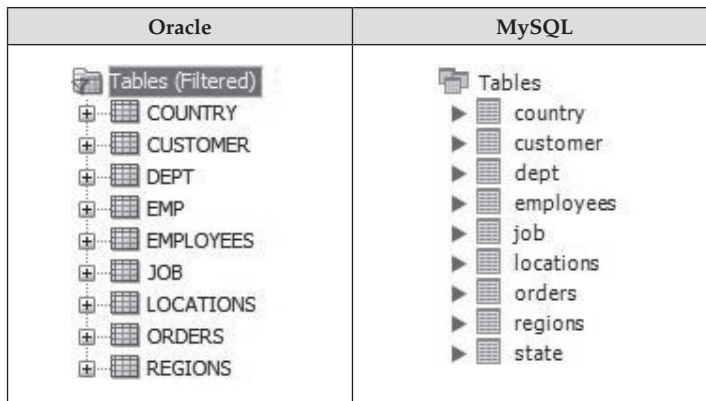 Oracle
MySQL
Tables (Filtered)
COUNTRY
CUSTOMER
DEPT
EMP
EMPLOYEES
JOB
LOCATIONS
ORDERS
REGIONS
Tables
country
customer
dept
employees
job
locations
orders
regions
state